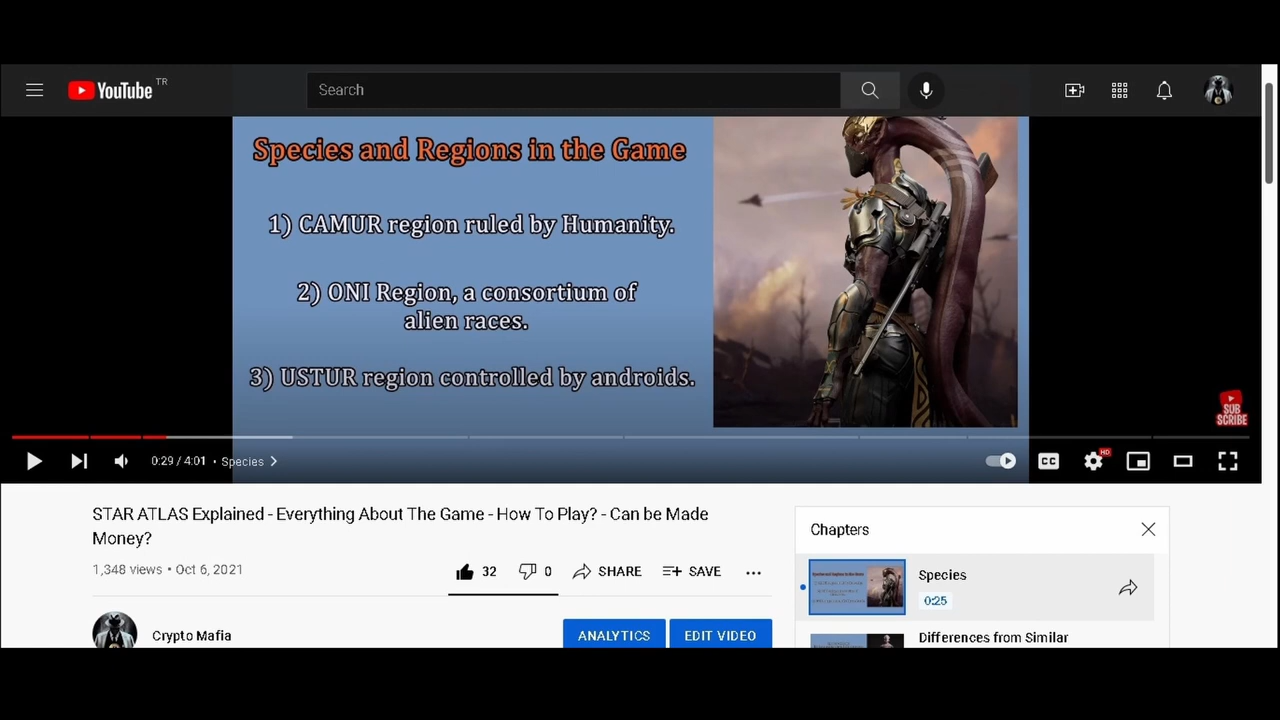 YouTube TR
Search
Species and Regions in the Game
1) CAMUR region ruled by Humanity.
2) ONI Region, a consortium of
alien races.
3) USTUR region controlled by androids.
SUB
SCRIBE
0:29 / 4:01 • Species
CC
HD
STAR ATLAS Explained - Everything About The Game - How To Play? - Can be Made
Money?
1,348 views • Oct 6, 2021
32
0
SHARE
SAVE
Crypto Mafia
ANALYTICS
EDIT VIDEO
Chapters
Species
0:25
Differences from Similar